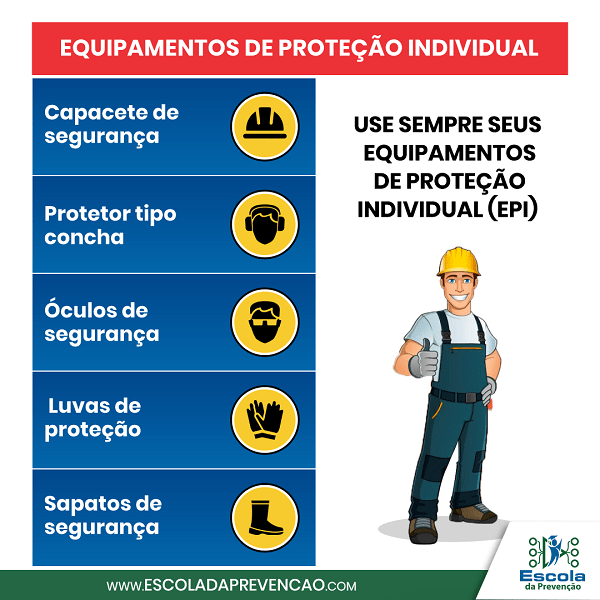 EQUIPAMENTOS DE PROTEÇÃO INDIVIDUAL
Capacete de
segurança
Protetor tipo
concha
Óculos de
segurança
Luvas de
proteção
Sapatos de
segurança
USE SEMPRE SEUS
EQUIPAMENTOS
DE PROTEÇÃO
INDIVIDUAL (EPI)
WWW.ESCOLADAPREVENCAO.COM
Escola
da Prevenção